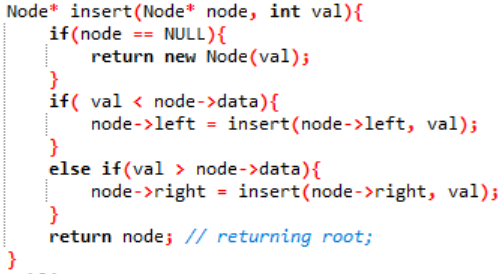 Node* insert(Node* node, int val){
    if(node == NULL){
        return new Node(val);
    }
    if( val < node->data){
        node->left = insert(node->left, val);
    }
    else if(val > node->data){
        node->right = insert(node->right, val);
    }
    return node; // returning root;
}